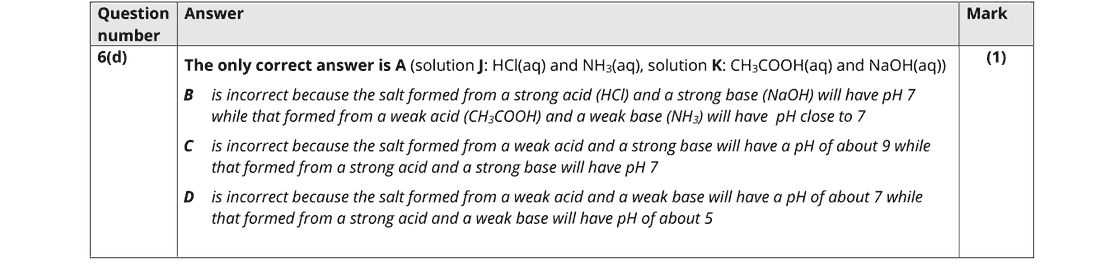 Question number
Answer
Mark
6(d)
The only correct answer is A (solution J: HCl(aq) and NH₃(aq), solution K: CH₃COOH(aq) and NaOH(aq))
(1)
B is incorrect because the salt formed from a strong acid (HCl) and a strong base (NaOH) will have pH 7
while that formed from a weak acid (CH₃COOH) and a weak base (NH₃) will have pH close to 7
C is incorrect because the salt formed from a weak acid and a strong base will have a pH of about 9 while
that formed from a strong acid and a strong base will have pH 7
D is incorrect because the salt formed from a weak acid and a weak base will have a pH of about 7 while
that formed from a strong acid and a weak base will have pH of about 5